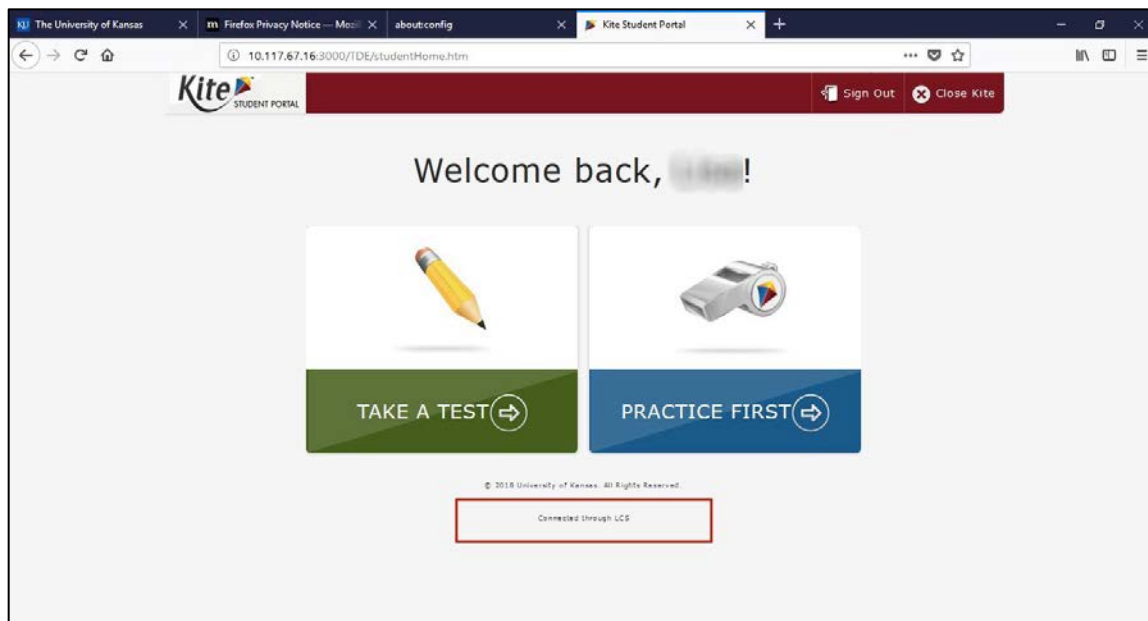 The University of Kansas
Firefox Privacy Notice — Mozil
about:config
Kite Student Portal
10.117.67.16:3000/TDE/studentHome.htm
Kite
STUDENT PORTAL
Sign Out
Close Kite
Welcome back, !
TAKE A TEST
PRACTICE FIRST
© 2018 University of Kansas. All Rights Reserved.
Connected through LCS